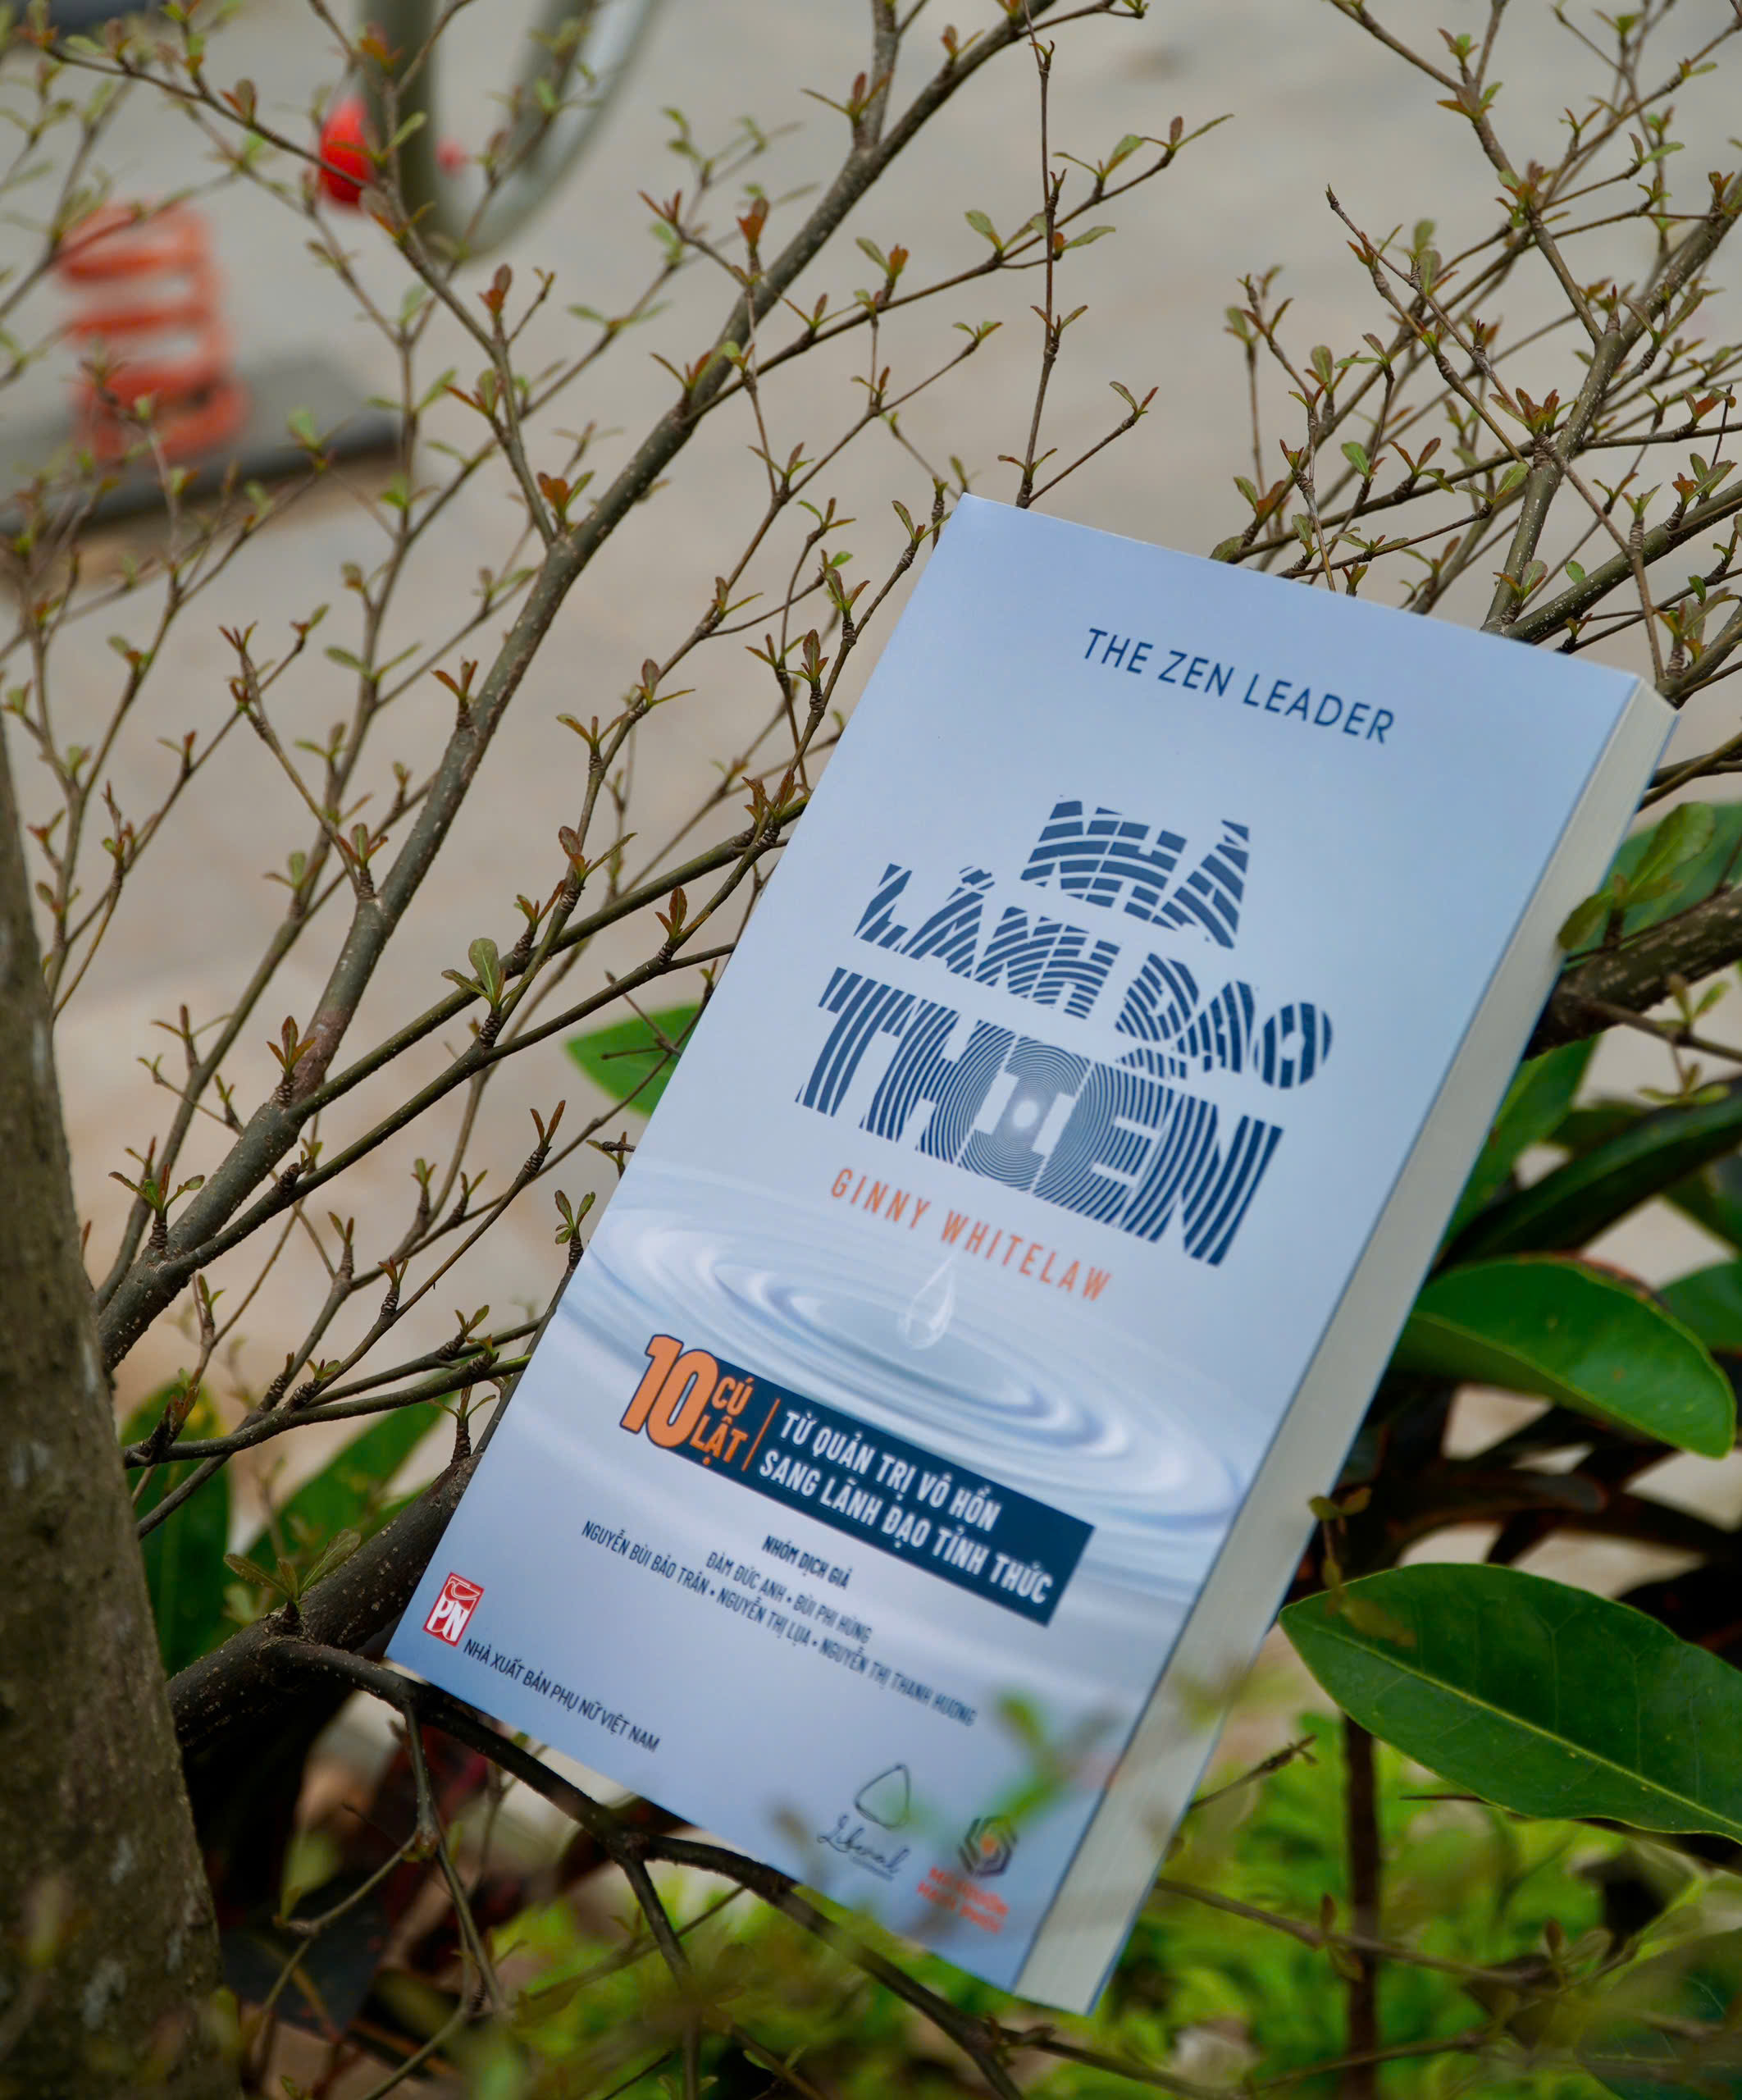 THE ZEN LEADER
NHÀ
LÃNH ĐẠO
THIỀN
GINNY WHITELAW
10 CÚ LẬT
TỪ QUẢN TRỊ VÔ HỒN
SANG LÃNH ĐẠO TỈNH THỨC
NHÓM DỊCH GIẢ
ĐÀM ĐỨC ANH • BÙI PHI HÙNG
NGUYỄN BÙI BẢO TRÂN • NGUYỄN THỊ LỤA • NGUYỄN THỊ THANH HƯƠNG
PN
NHÀ XUẤT BẢN PHỤ NỮ VIỆT NAM